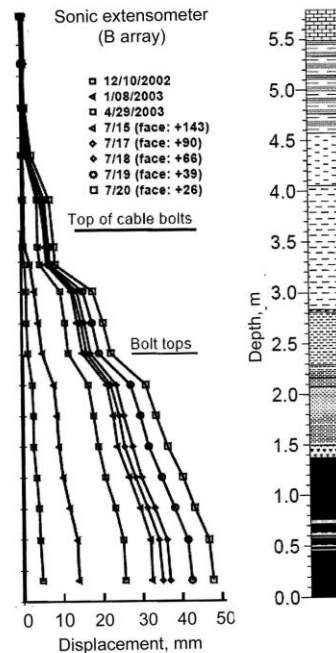 Sonic extensometer
(B array)
12/10/2002
1/08/2003
4/29/2003
7/15 (face: +143)
7/17 (face: +90)
7/18 (face: +66)
7/19 (face: +39)
7/20 (face: +26)
Top of cable bolts
Bolt tops
0 10 20 30 40 50
Displacement, mm
Depth, m
5.5
5.0
4.5
4.0
3.5
3.0
2.5
2.0
1.5
1.0
0.5
0.0